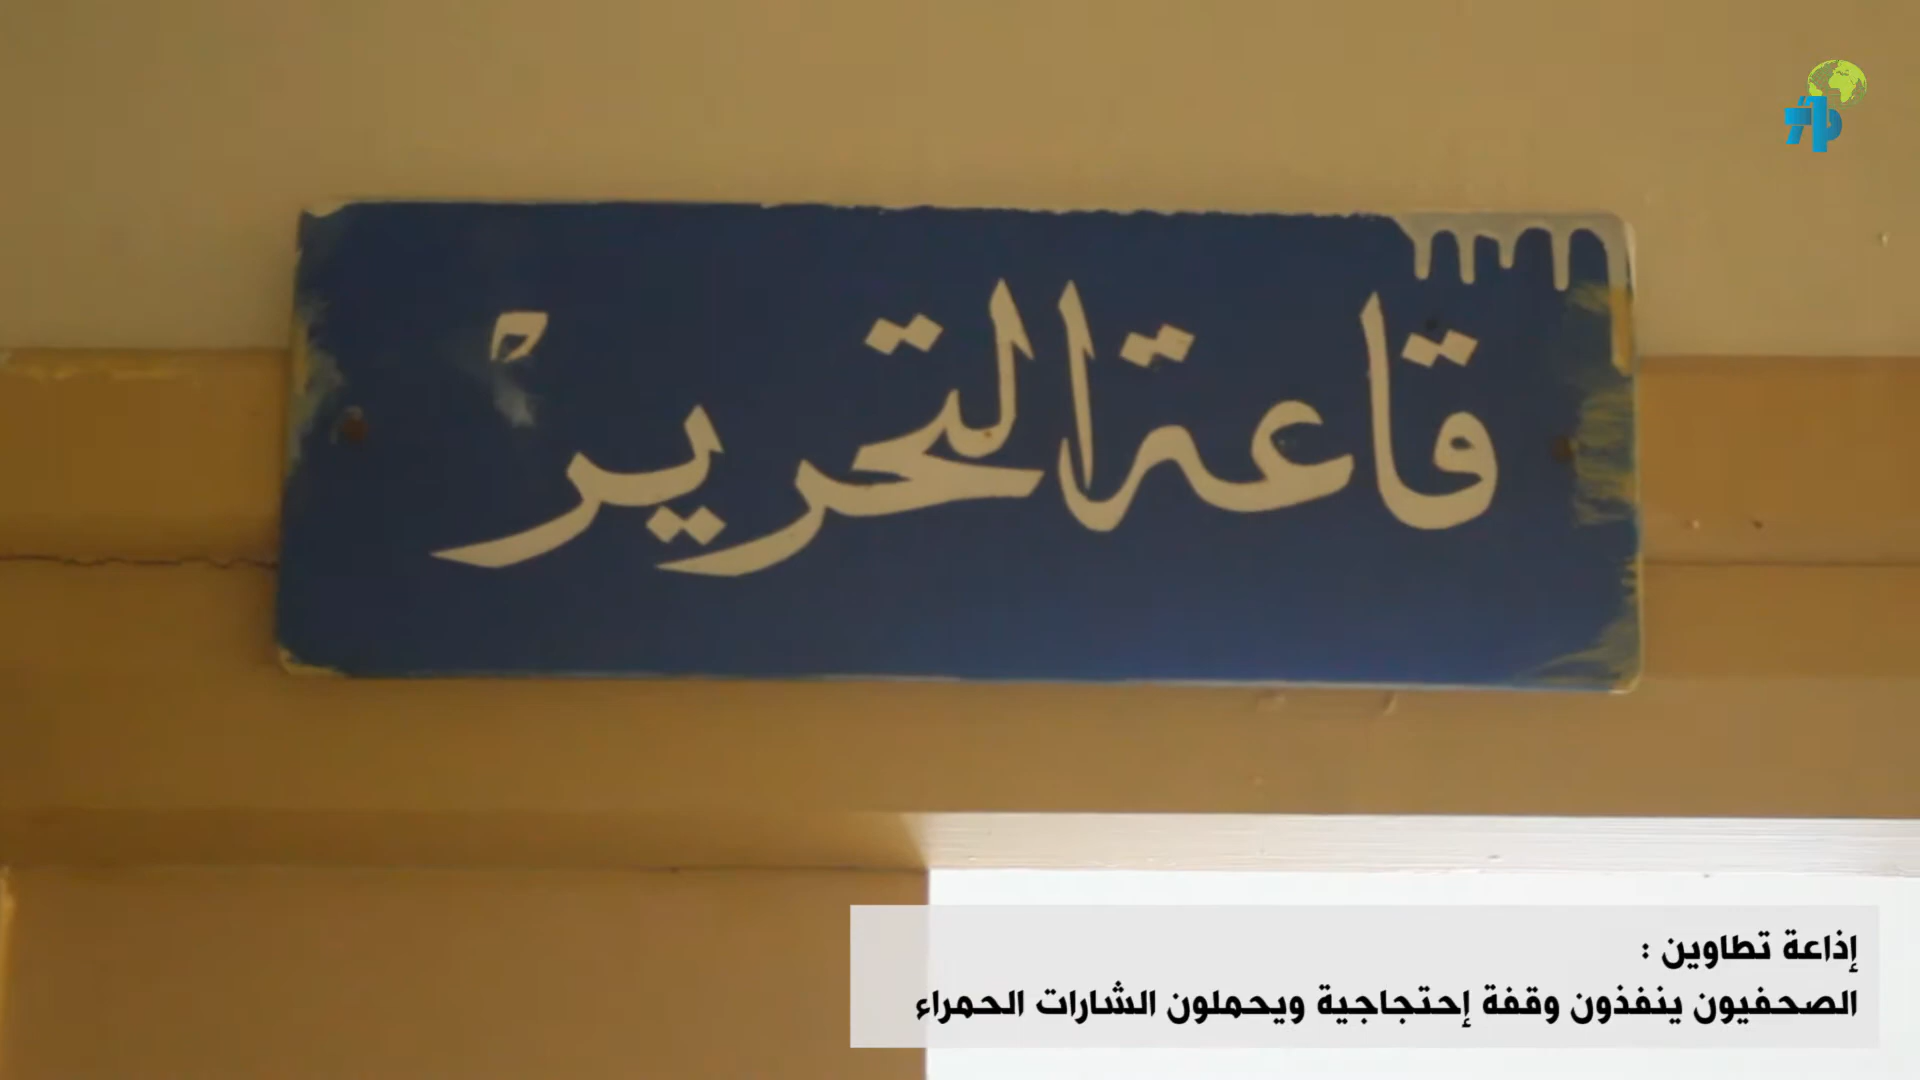 قاعة التحرير
إذاعة تطاوين :
الصحفيون ينفذون وقفة إحتجاجية ويحملون الشارات الحمراء